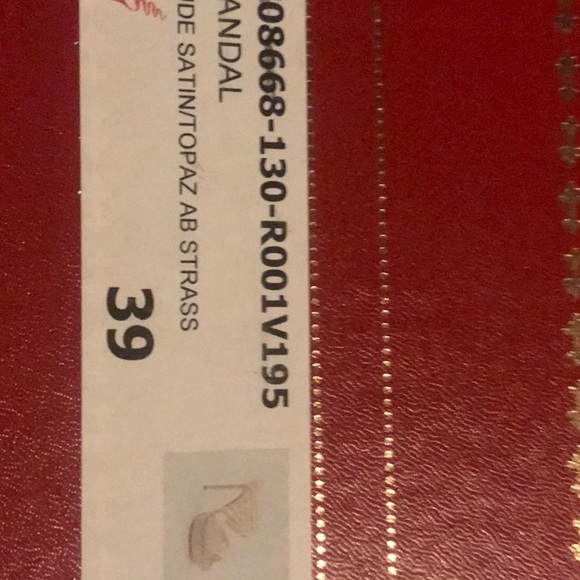 08668-130-R001V195
ANDAL
DE SATIN/TOPAZ AB STRASS
39